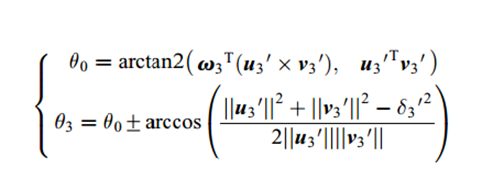 θ₀ = arctan2( ω₃ᵀ(u₃′ × v₃′), u₃′ᵀv₃′ )
θ₃ = θ₀ ± arccos ( (||u₃′||² + ||v₃′||² − δ₃′²) / (2||u₃′||||v₃′||) )